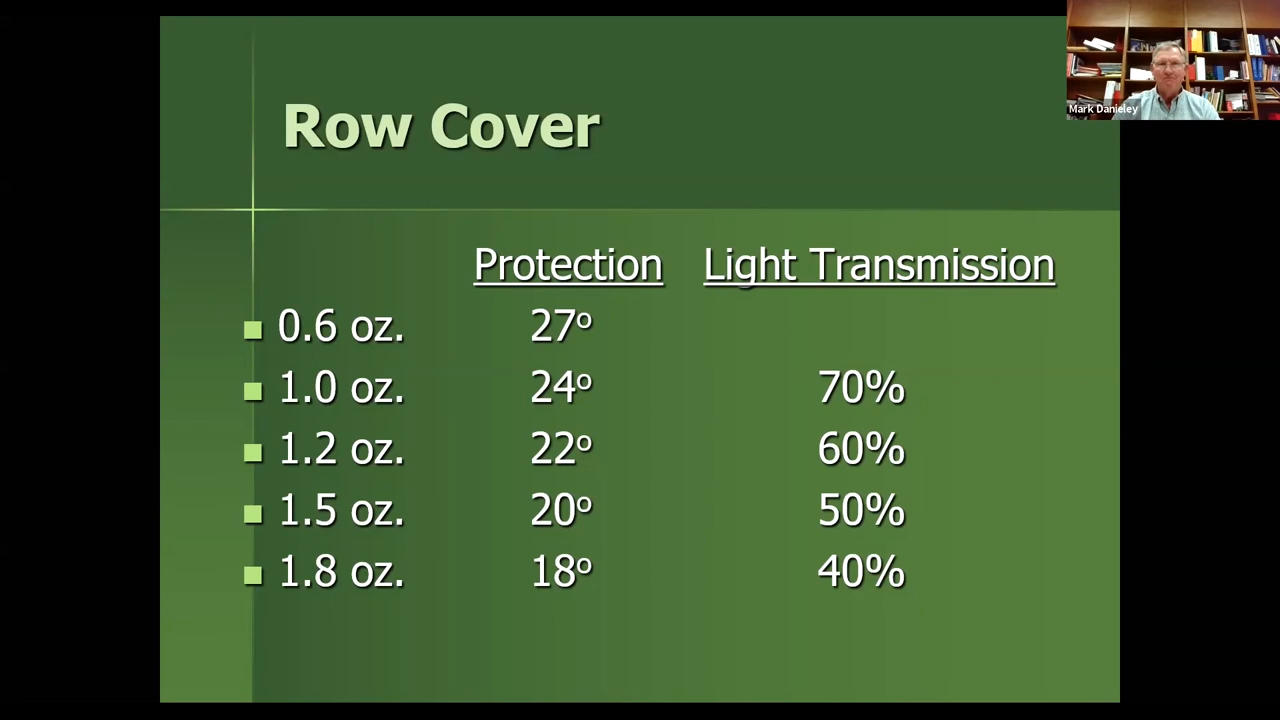 Row Cover
Mark Danieley
Protection Light Transmission
0.6 oz. 27º
1.0 oz. 24º 70%
1.2 oz. 22º 60%
1.5 oz. 20º 50%
1.8 oz. 18º 40%